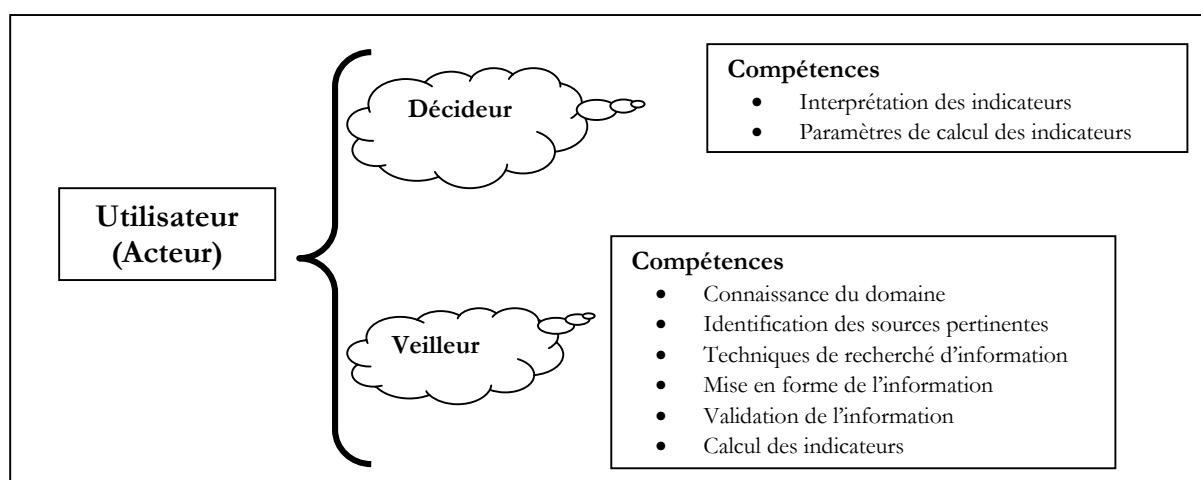 Utilisateur
(Acteur)
Décideur
Compétences
• Interprétation des indicateurs
• Paramètres de calcul des indicateurs
Veilleur
Compétences
• Connaissance du domaine
• Identification des sources pertinentes
• Techniques de recherché d'information
• Mise en forme de l'information
• Validation de l'information
• Calcul des indicateurs